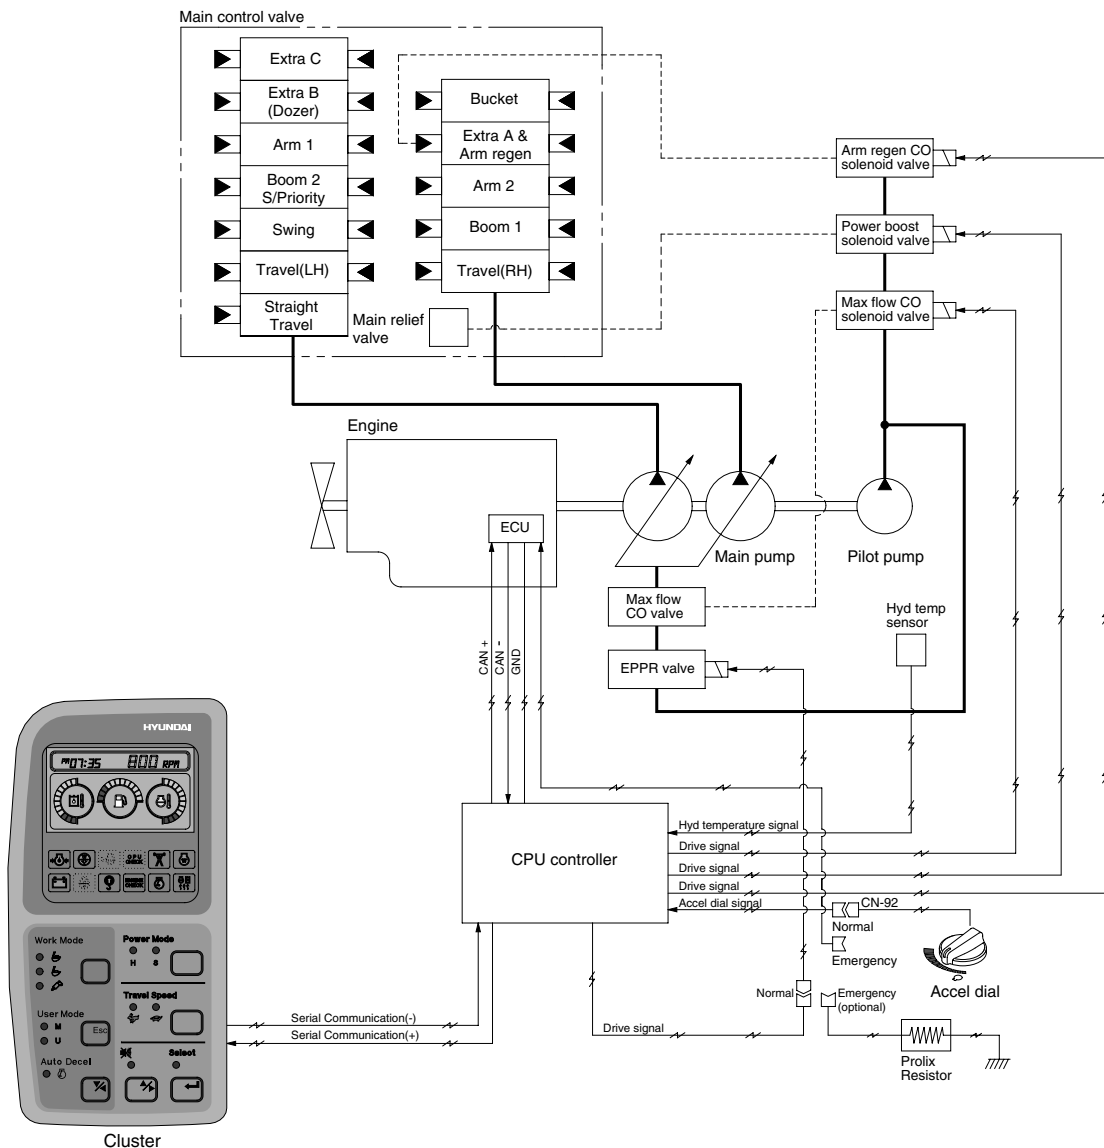 Main control valve
Extra C
Extra B
(Dozer)
Arm 1
Boom 2
S/Priority
Swing
Travel(LH)
Straight
Travel
Bucket
Extra A &
Arm regen
Arm 2
Boom 1
Travel(RH)
Main relief
valve
Arm regen CO
solenoid valve
Power boost
solenoid valve
Max flow CO
solenoid valve
Engine
ECU
Main pump
Pilot pump
Max flow
CO valve
EPPR valve
Hyd temp
sensor
CAN +
CAN -
GND
HYUNDAI
PM 07:35 800 RPM
CPU
CHECK
ENGINE
CHECK
CPU controller
Hyd temperature signal
Drive signal
Drive signal
Drive signal
Accel dial signal
CN-92
Normal
Emergency
Accel dial
Normal
Emergency
(optional)
Drive signal
Prolix
Resistor
Serial Communication(-)
Serial Communication(+)
Work Mode
Power Mode
H S
Travel Speed
User Mode
M
U
Esc
Auto Decel
Select
Cluster